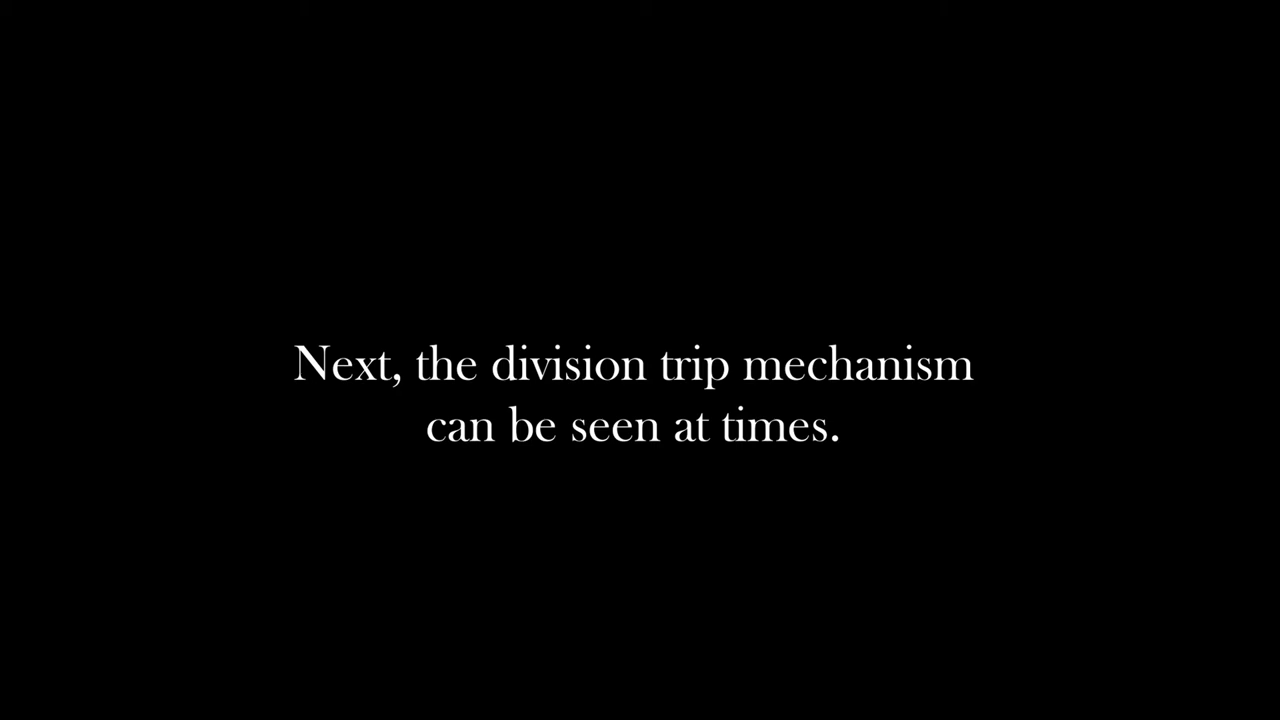 Next, the division trip mechanism
can be seen at times.